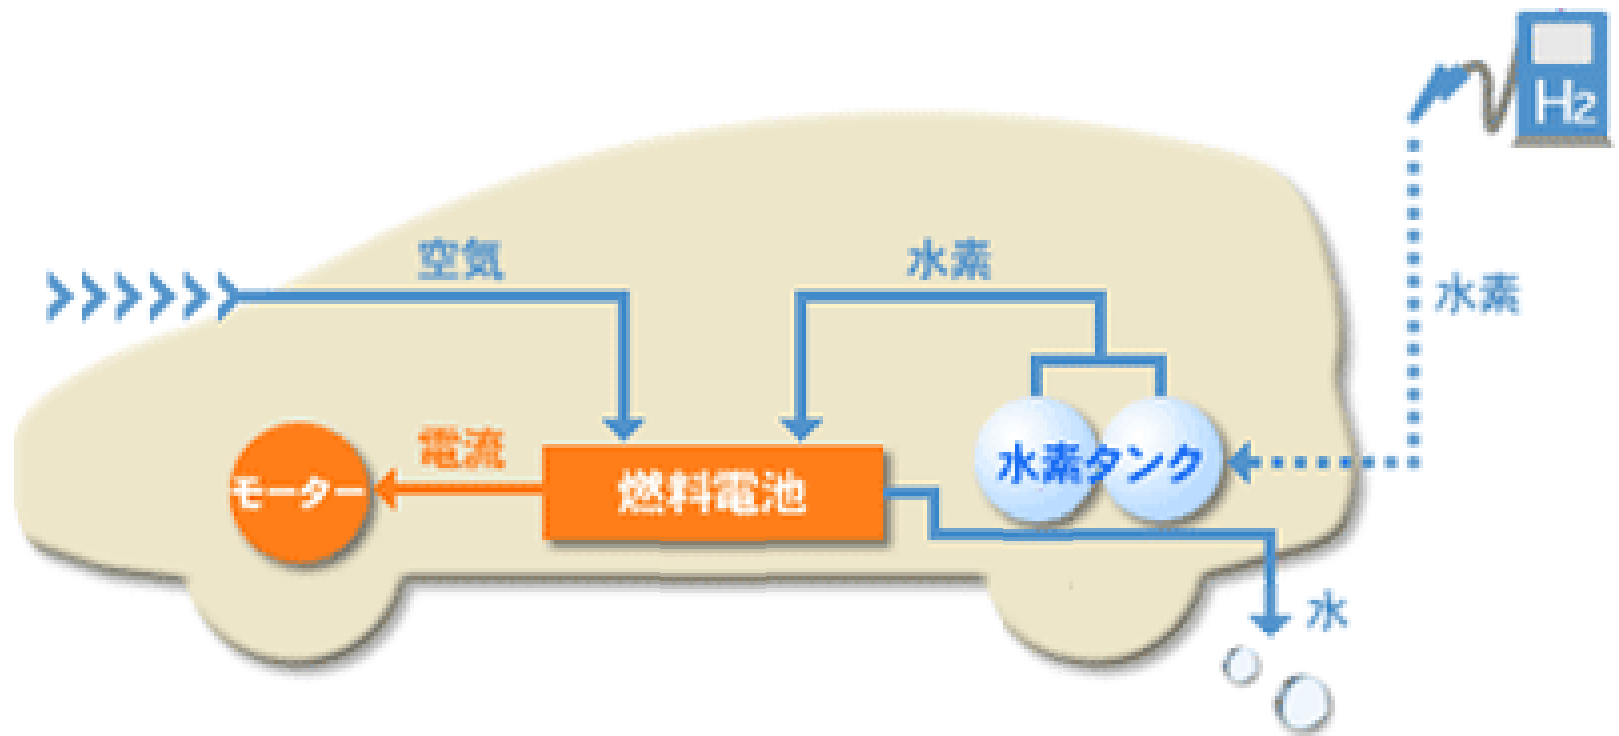 H2
空気
水素
水素
電流
水素タンク
モーター
燃料電池
水